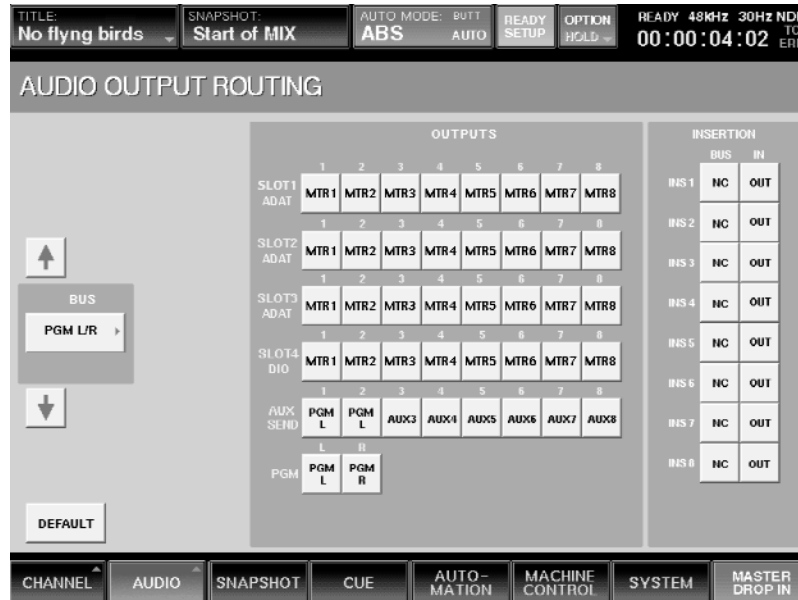 TITLE:
No flyng birds
SNAPSHOT:
Start of MIX
AUTO MODE: BUTT
ABS AUTO
READY
SETUP
OPTION
HOLD
READY 48kHz 30Hz
00:00:04:02
AUDIO OUTPUT ROUTING
BUS
PGM L/R
DEFAULT
OUTPUTS
1 2 3 4 5 6 7 8
SLOT1 ADAT MTR1 MTR2 MTR3 MTR4 MTR5 MTR6 MTR7 MTR8
1 2 3 4 5 6 7 8
SLOT2 ADAT MTR1 MTR2 MTR3 MTR4 MTR5 MTR6 MTR7 MTR8
1 2 3 4 5 6 7 8
SLOT3 ADAT MTR1 MTR2 MTR3 MTR4 MTR5 MTR6 MTR7 MTR8
1 2 3 4 5 6 7 8
SLOT4 DIO MTR1 MTR2 MTR3 MTR4 MTR5 MTR6 MTR7 MTR8
1 2 3 4 5 6 7 8
AUX SEND PGM L PGM L AUX3 AUX4 AUX5 AUX6 AUX7 AUX8
L R
PGM PGM L PGM R
INSERTION
BUS IN
INS 1 NC OUT
INS 2 NC OUT
INS 3 NC OUT
INS 4 NC OUT
INS 5 NC OUT
INS 6 NC OUT
INS 7 NC OUT
INS 8 NC OUT
CHANNEL AUDIO SNAPSHOT CUE AUTO-MATION MACHINE CONTROL SYSTEM MASTER DROP IN